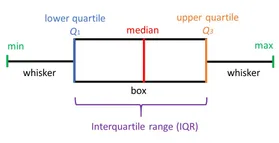 lower quartile
Q1
median
upper quartile
Q3
min
max
whisker
whisker
box
Interquartile range (IQR)